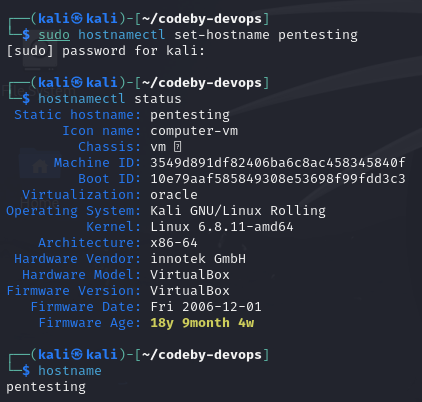 ┌──(kali㉿kali)-[~/codeby-devops]
└─$ sudo hostnamectl set-hostname pentesting
[sudo] password for kali:
┌──(kali㉿kali)-[~/codeby-devops]
└─$ hostnamectl status
Static hostname: pentesting
Icon name: computer-vm
Chassis: vm
Machine ID: 3549d891df82406ba6c8ac458345840f
Boot ID: 10e79aaf585849308e53698f99fdd3c3
Virtualization: oracle
Operating System: Kali GNU/Linux Rolling
Kernel: Linux 6.8.11-amd64
Architecture: x86-64
Hardware Vendor: innotek GmbH
Hardware Model: VirtualBox
Firmware Version: VirtualBox
Firmware Date: Fri 2006-12-01
Firmware Age: 18y 9month 4w
┌──(kali㉿kali)-[~/codeby-devops]
└─$ hostname
pentesting